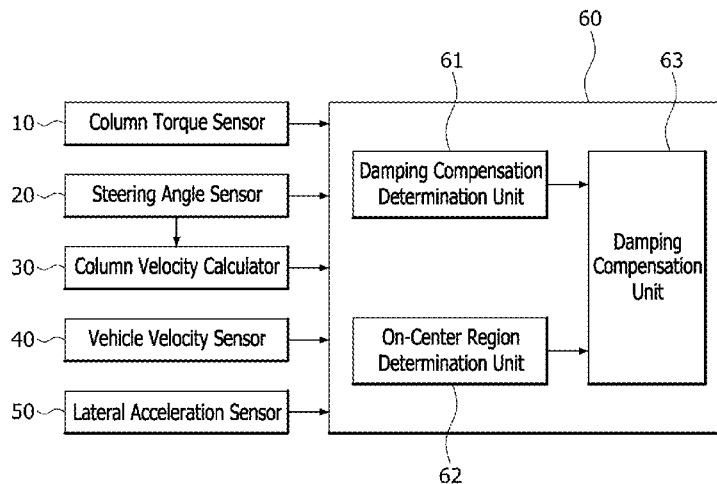 60
61
63
10
Column Torque Sensor
20
Steering Angle Sensor
Damping Compensation
Determination Unit
30
Column Velocity Calculator
Damping
Compensation
Unit
40
Vehicle Velocity Sensor
On-Center Region
Determination Unit
50
Lateral Acceleration Sensor
62